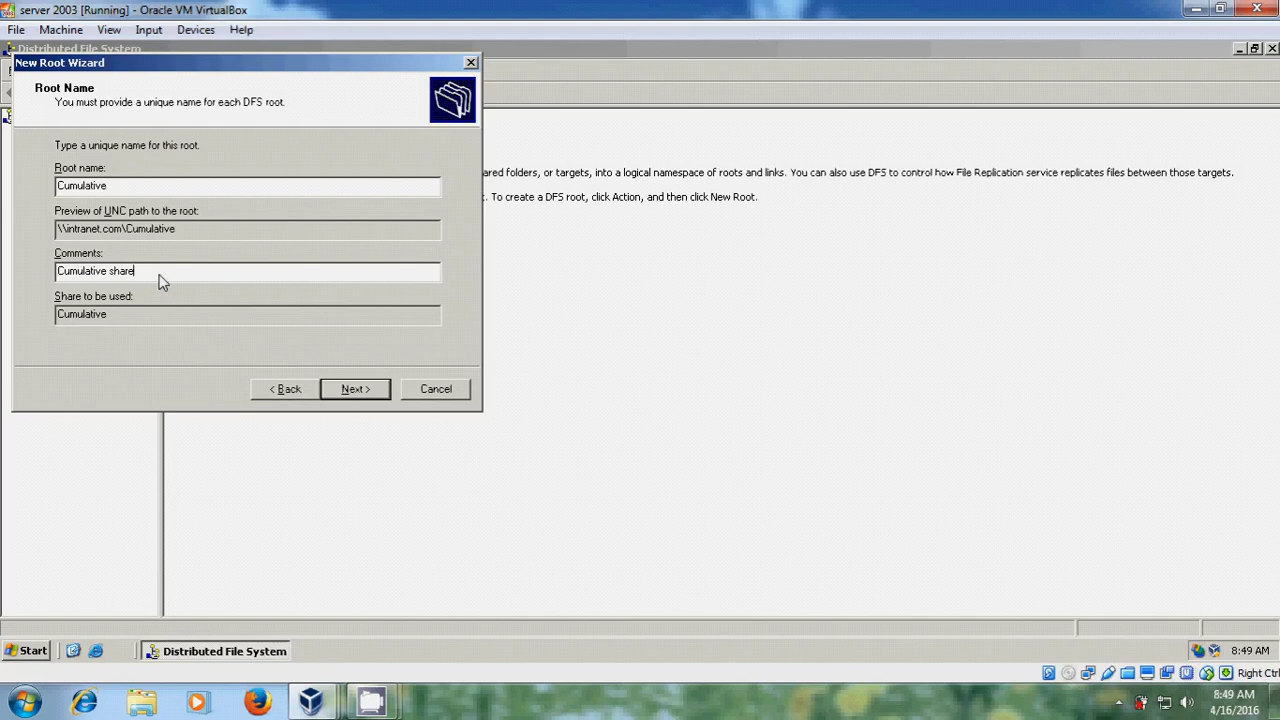 server 2003 [Running] - Oracle VM VirtualBox
File Machine View Input Devices Help
Distributed File System
New Root Wizard
Root Name
You must provide a unique name for each DFS root.
Type a unique name for this root.
Root name:
Cumulative
Preview of UNC path to the root:
\\intranet.com\Cumulative
Comments:
Cumulative share
Share to be used:
Cumulative
< Back Next > Cancel
ared folders, or targets, into a logical namespace of roots and links. You can also use DFS to control how File Replication service replicates files between those targets.
. To create a DFS root, click Action, and then click New Root.
Start Distributed File System 8:49 AM
Right Ctrl
8:49 AM
4/16/2016